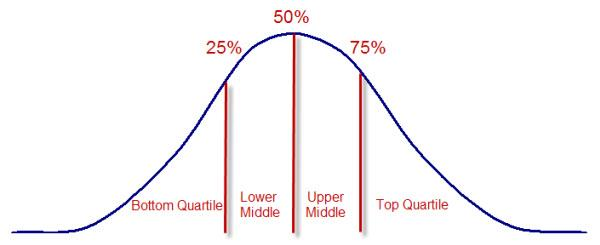 50%
25%
75%
Bottom Quartile
Lower
Middle
Upper
Middle
Top Quartile